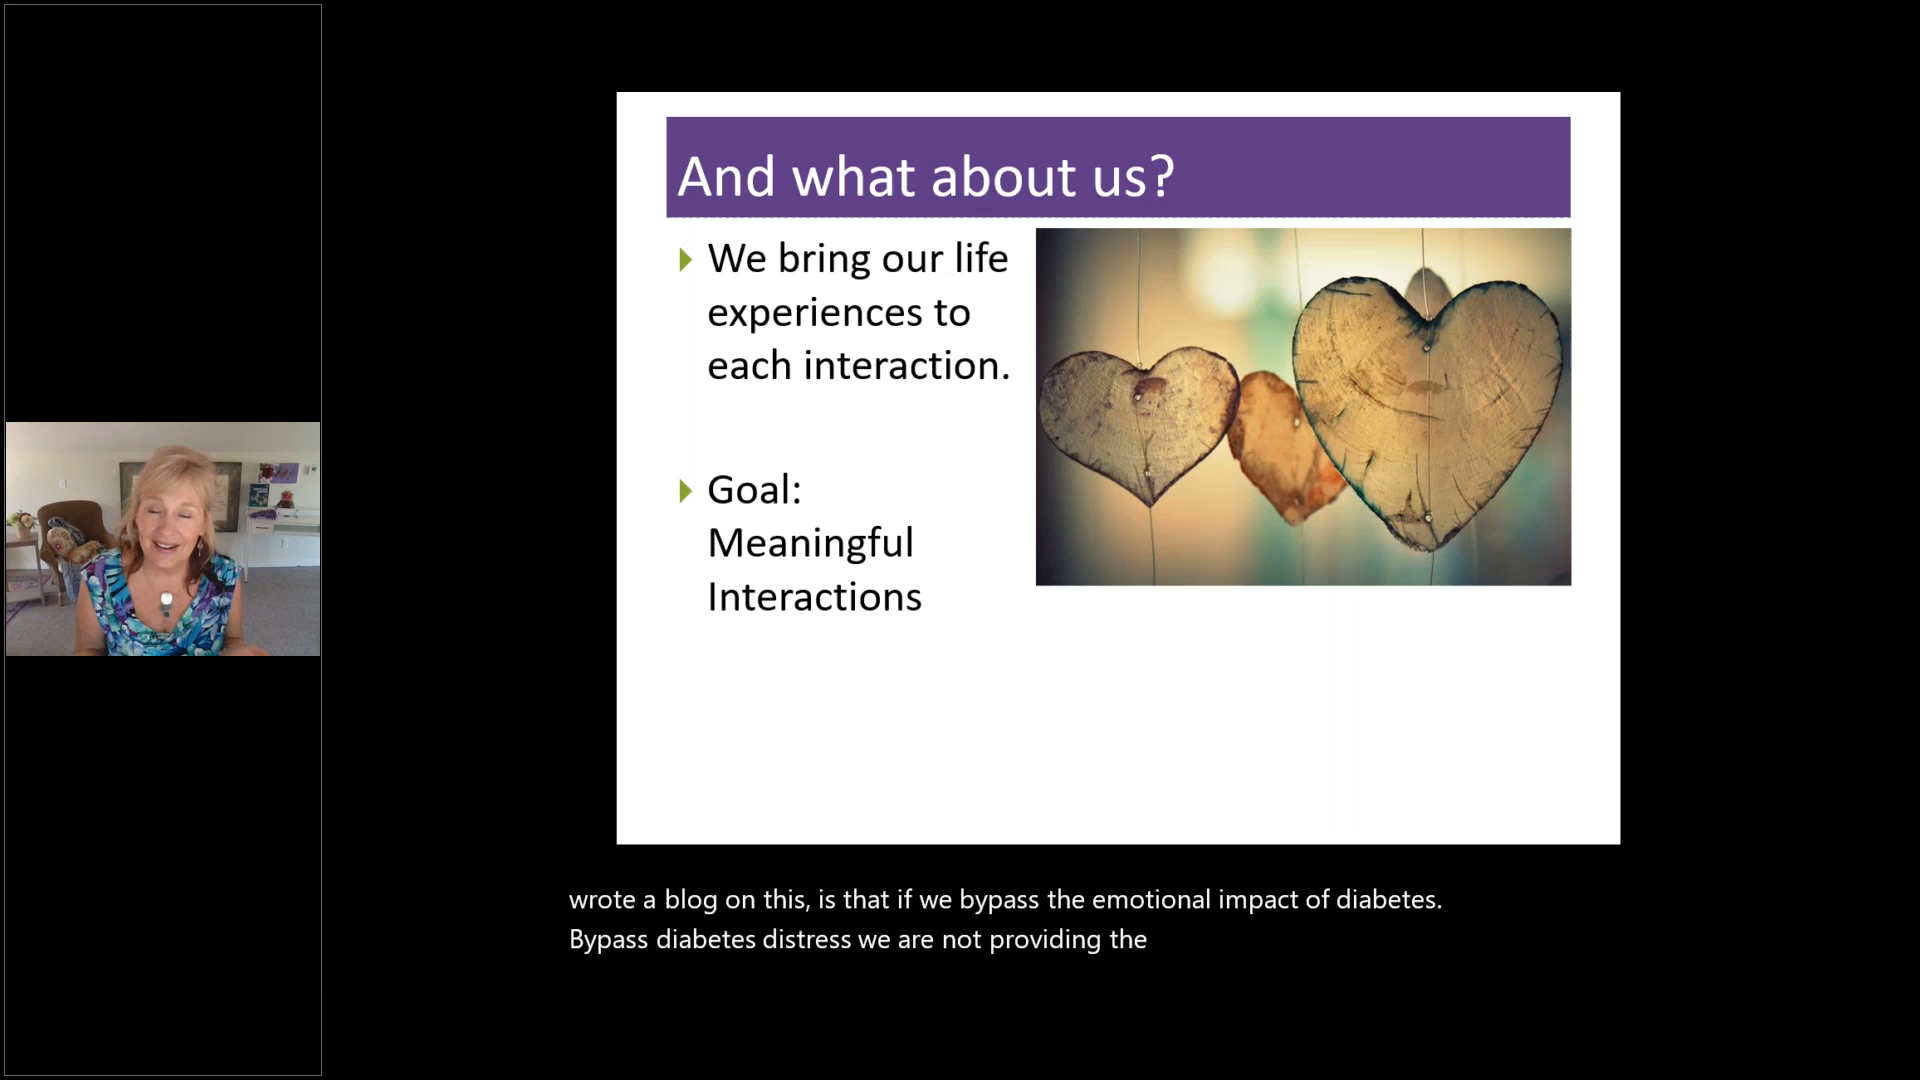 And what about us?
We bring our life
experiences to
each interaction.
Goal:
Meaningful
Interactions
wrote a blog on this, is that if we bypass the emotional impact of diabetes.
Bypass diabetes distress we are not providing the